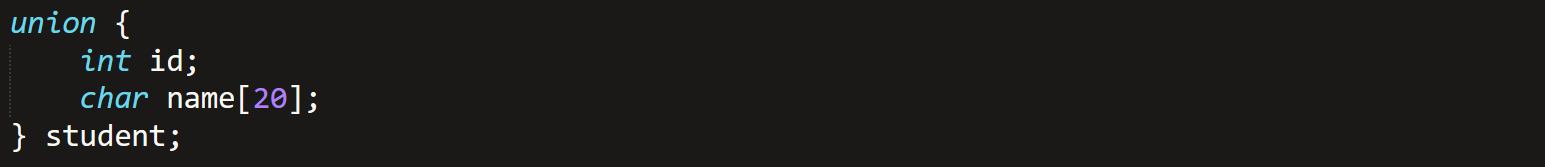 union {
    int id;
    char name[20];
} student;